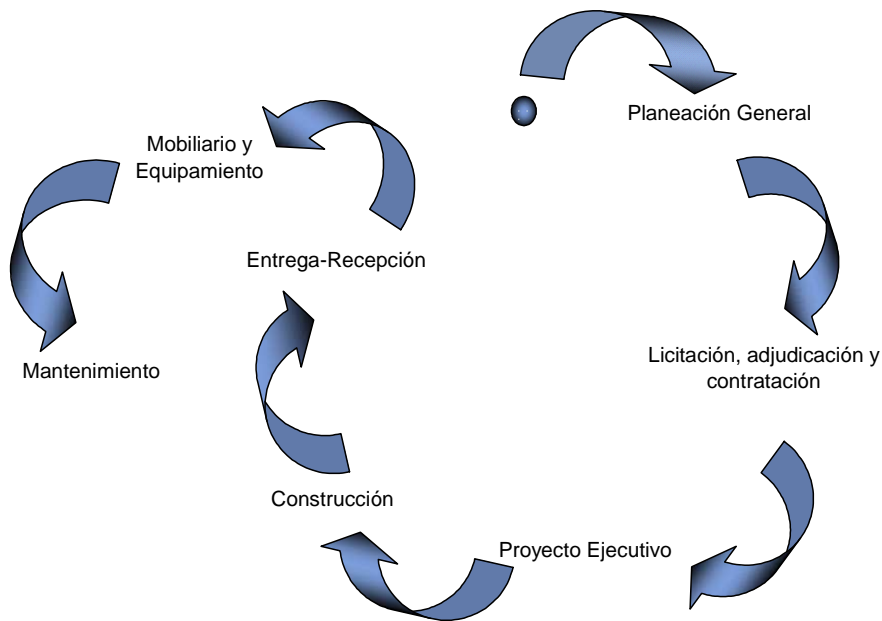 Planeación General
Licitación, adjudicación y
contratación
Proyecto Ejecutivo
Construcción
Entrega-Recepción
Mobiliario y
Equipamiento
Mantenimiento